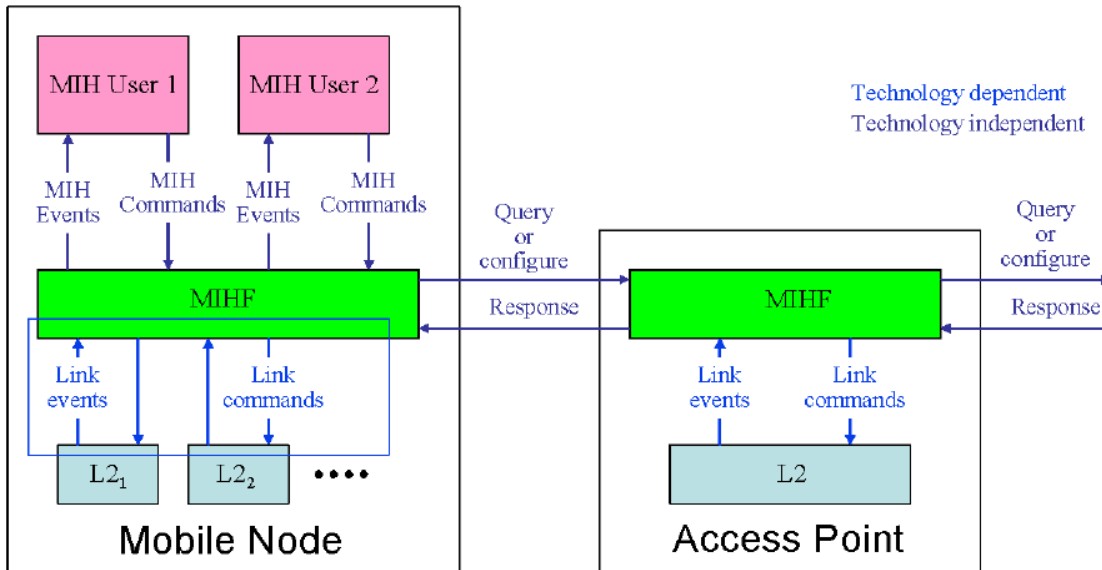 MIH User 1
MIH User 2
Technology dependent
Technology independent
MIH
Events
MIH
Commands
MIH
Events
MIH
Commands
Query
or
configure
Query
or
configure
MIHF
Response
MIHF
Response
Link
events
Link
commands
Link
events
Link
commands
L2₁
L2₂
L2
Mobile Node
Access Point